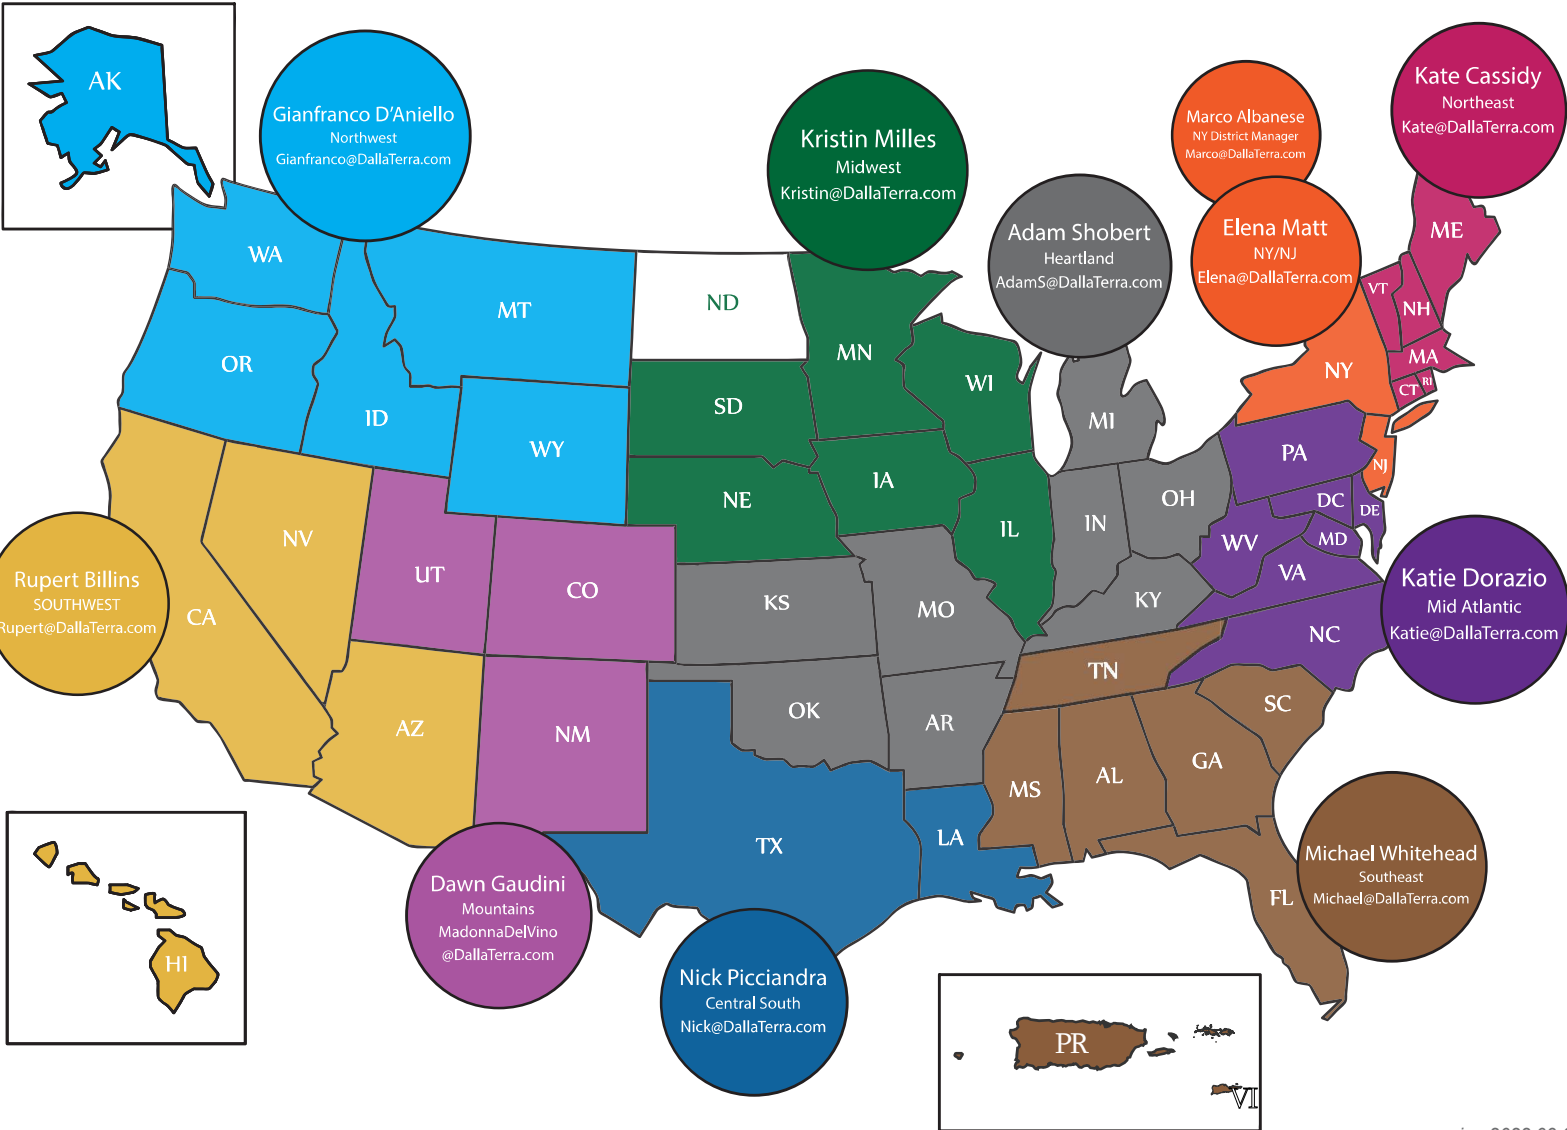 AK
Gianfranco D'Aniello
Northwest
Gianfranco@DallaTerra.com
Kristin Milles
Midwest
Kristin@DallaTerra.com
Adam Shobert
Heartland
AdamS@DallaTerra.com
Marco Albanese
NY District Manager
Marco@DallaTerra.com
Elena Matt
NY/NJ
Elena@DallaTerra.com
Kate Cassidy
Northeast
Kate@DallaTerra.com
WA
OR
ID
MT
WY
ND
SD
NE
MN
IA
WI
IL
MI
IN
OH
KY
NY
NJ
ME
VT
NH
MA
CT
RI
PA
DC
DE
MD
WV
VA
NC
Rupert Billins
SOUTHWEST
Rupert@DallaTerra.com
CA
NV
AZ
UT
CO
NM
KS
MO
OK
AR
TX
LA
TN
MS
AL
GA
SC
FL
Katie Dorazio
Mid Atlantic
Katie@DallaTerra.com
HI
Dawn Gaudini
Mountains
MadonnaDelVino
@DallaTerra.com
Nick Picciandra
Central South
Nick@DallaTerra.com
Michael Whitehead
Southeast
Michael@DallaTerra.com
PR
VI